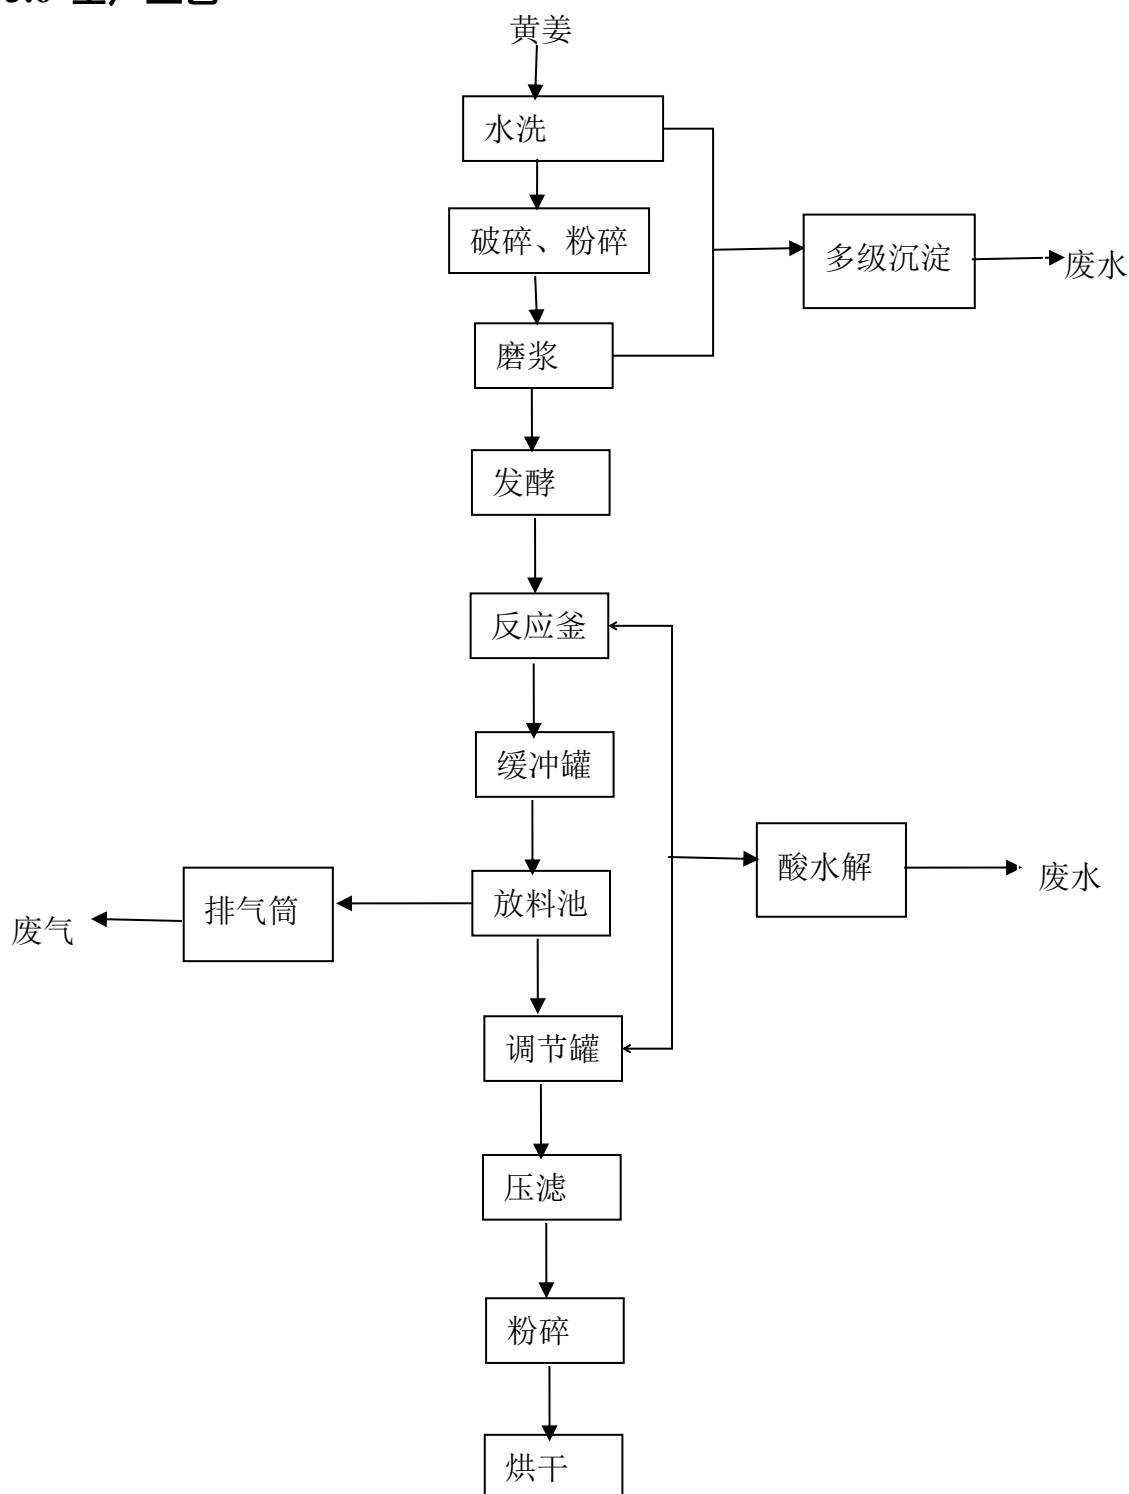 黄姜
水洗
破碎、粉碎
多级沉淀
废水
磨浆
发酵
反应釜
缓冲罐
酸水解
废水
放料池
排气筒
废气
调节罐
压滤
粉碎
烘干